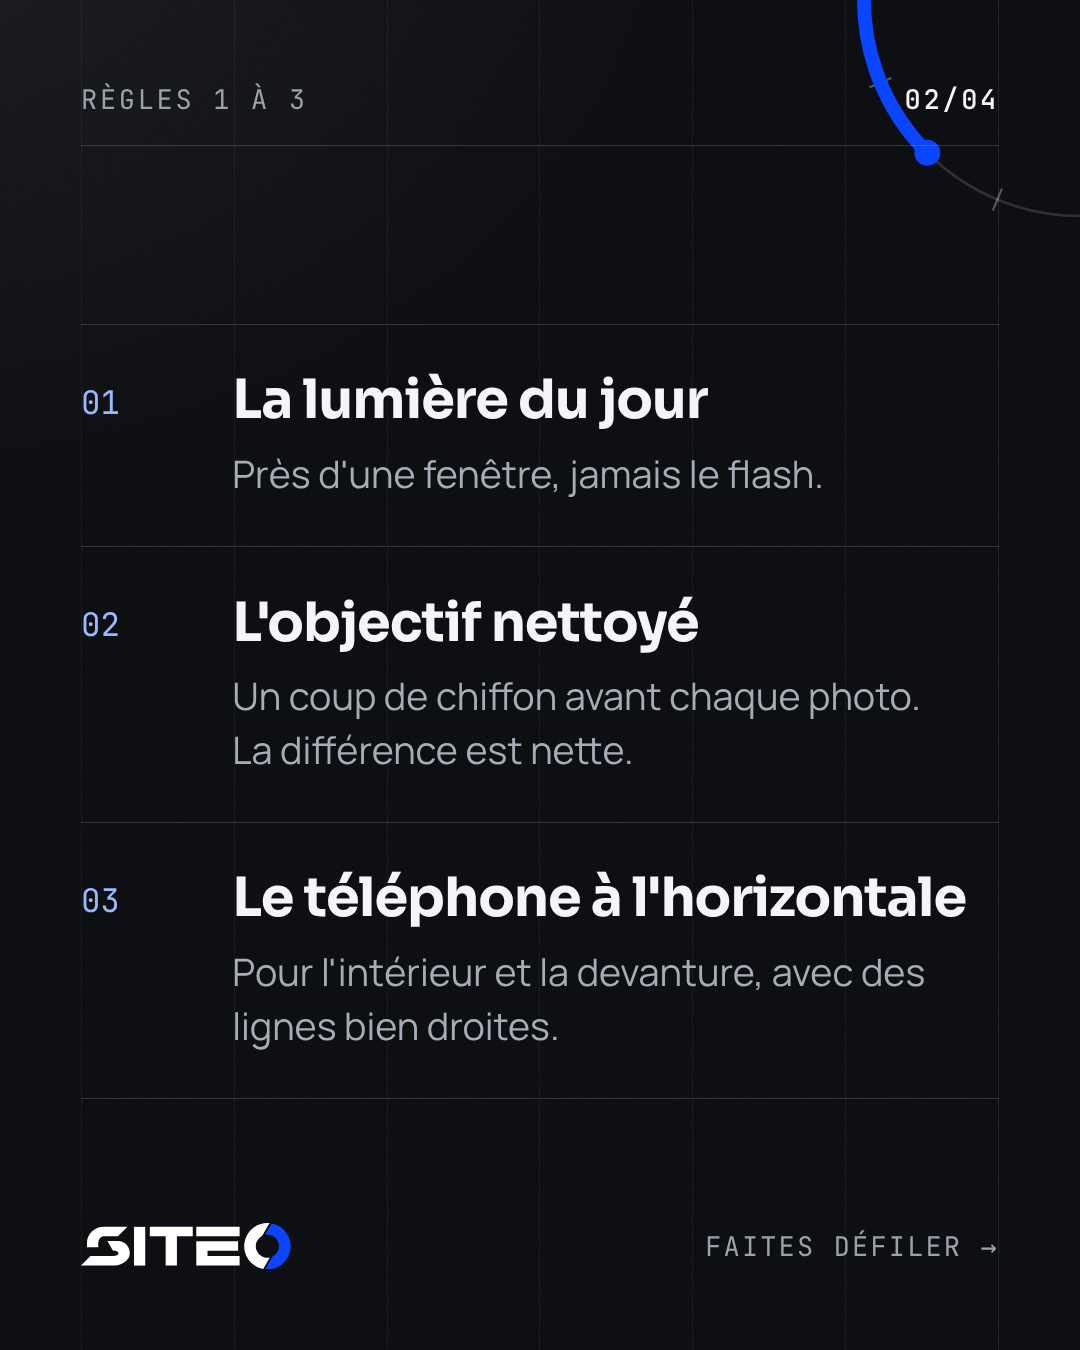 RÈGLES 1 À 3
02/04
01
La lumière du jour
Près d'une fenêtre, jamais le flash.
02
L'objectif nettoyé
Un coup de chiffon avant chaque photo.
La différence est nette.
03
Le téléphone à l'horizontale
Pour l'intérieur et la devanture, avec des
lignes bien droites.
SITEO
FAITES DÉFILER →